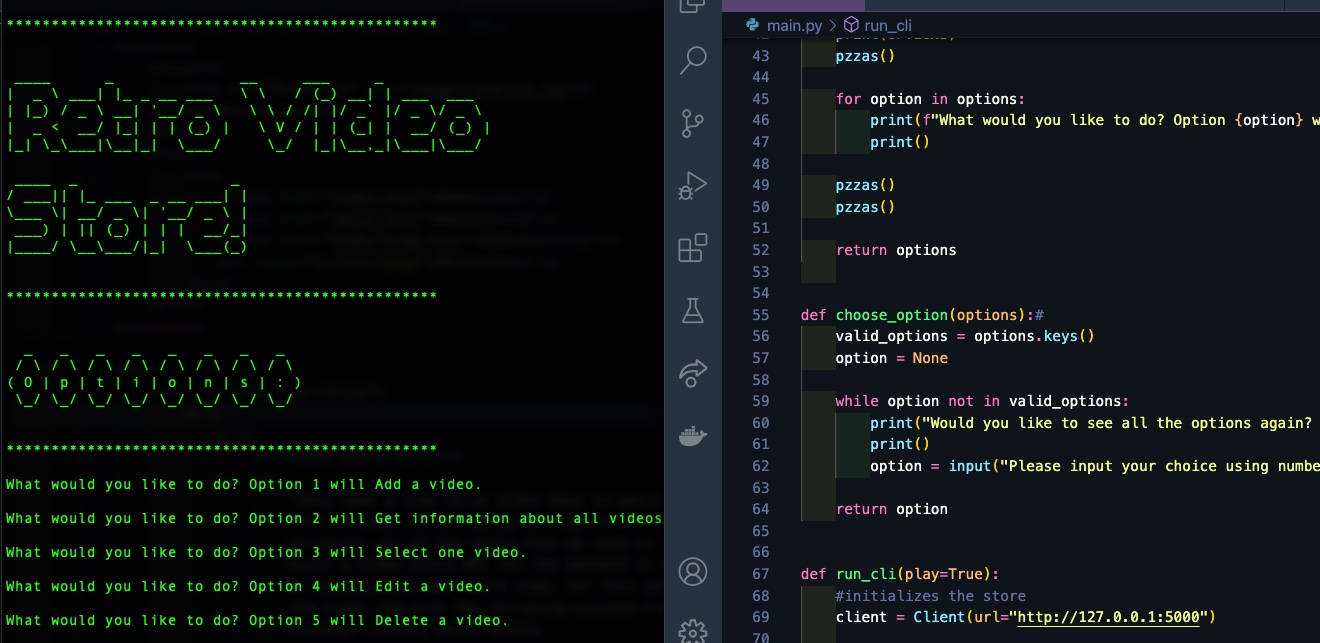 ************************************************
Retro Video
Store!
************************************************
( O | p | t | i | o | n | s | : )
************************************************
What would you like to do? Option 1 will Add a video.
What would you like to do? Option 2 will Get information about all videos
What would you like to do? Option 3 will Select one video.
What would you like to do? Option 4 will Edit a video.
What would you like to do? Option 5 will Delete a video.
main.py > run_cli
43 pzzas()
44
45 for option in options:
46 print(f"What would you like to do? Option {option} w
47 print()
48
49 pzzas()
50 pzzas()
51
52 return options
53
54
55 def choose_option(options):#
56 valid_options = options.keys()
57 option = None
58
59 while option not in valid_options:
60 print("Would you like to see all the options again?
61 print()
62 option = input("Please input your choice using numbe
63
64 return option
65
66
67 def run_cli(play=True):
68 #initializes the store
69 client = Client(url="http://127.0.0.1:5000")
70